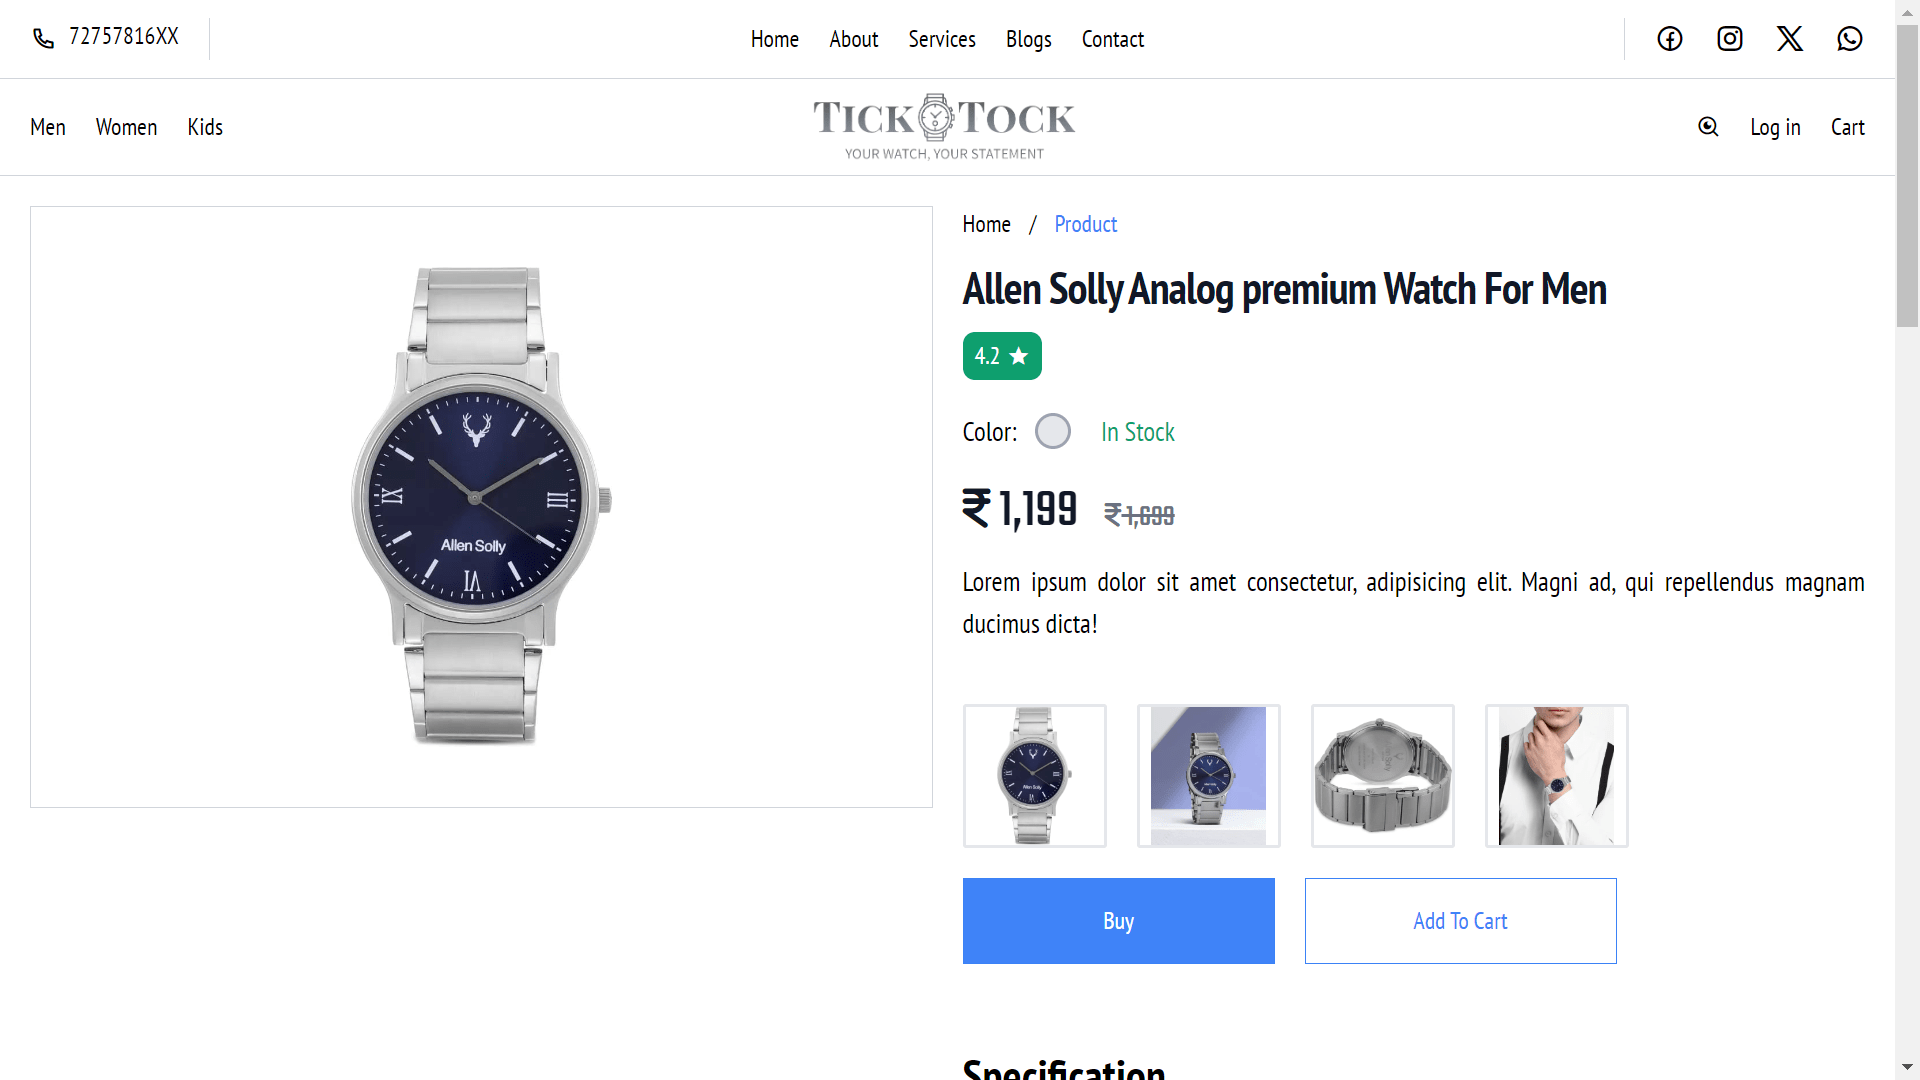 72757816XX
Home About Services Blogs Contact
Men Women Kids
TICK TOCK
YOUR WATCH, YOUR STATEMENT
Log in Cart
Allen Solly
Home / Product
Allen Solly Analog premium Watch For Men
4.2
Color: In Stock
₹ 1,199 ₹ 1,699
Lorem ipsum dolor sit amet consectetur, adipisicing elit. Magni ad, qui repellendus magnam
ducimus dicta!
Allen Solly
Buy Add To Cart
Specification